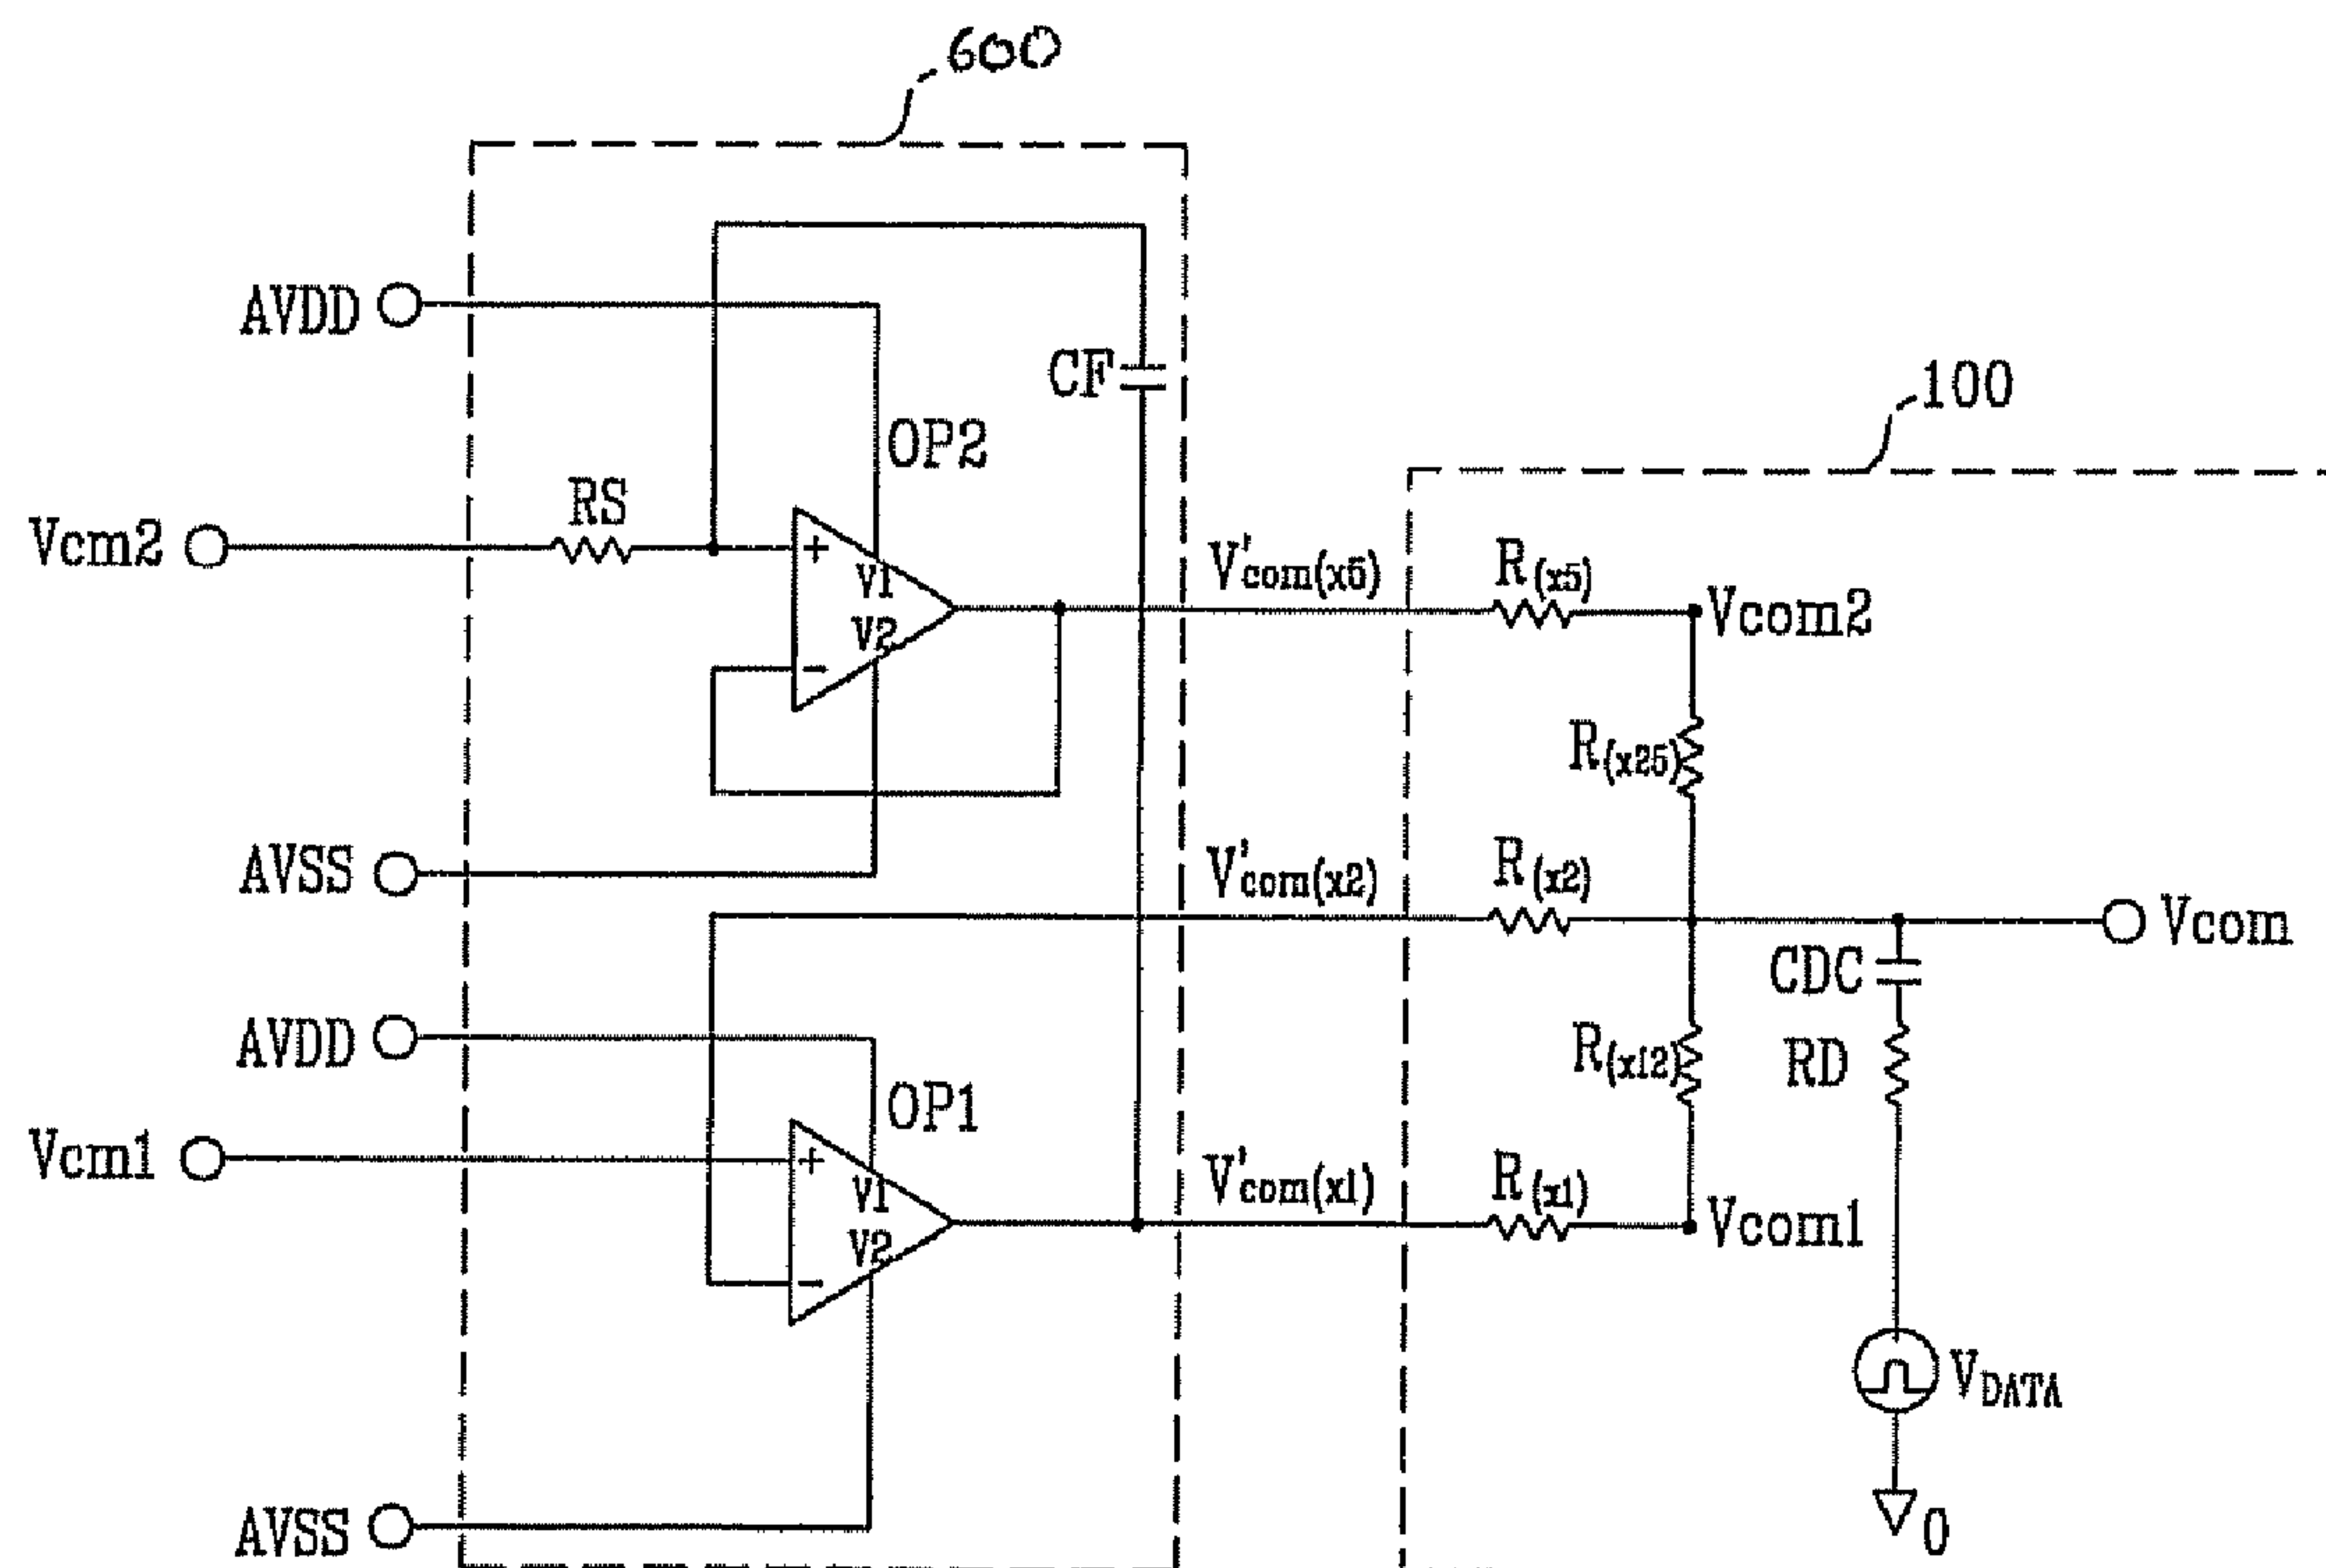 600
AVDD
CF
100
OP2
RS
Vcm2
+
V1
V'com(x5)
R(x5)
Vcom2
V2
−
R(x25)
AVSS
V'com(x2)
R(x2)
Vcom
CDC
AVDD
R(x12)
RD
OP1
Vcm1
+
V1
V'com(x1)
R(x1)
Vcom1
V2
−
VDATA
AVSS
0